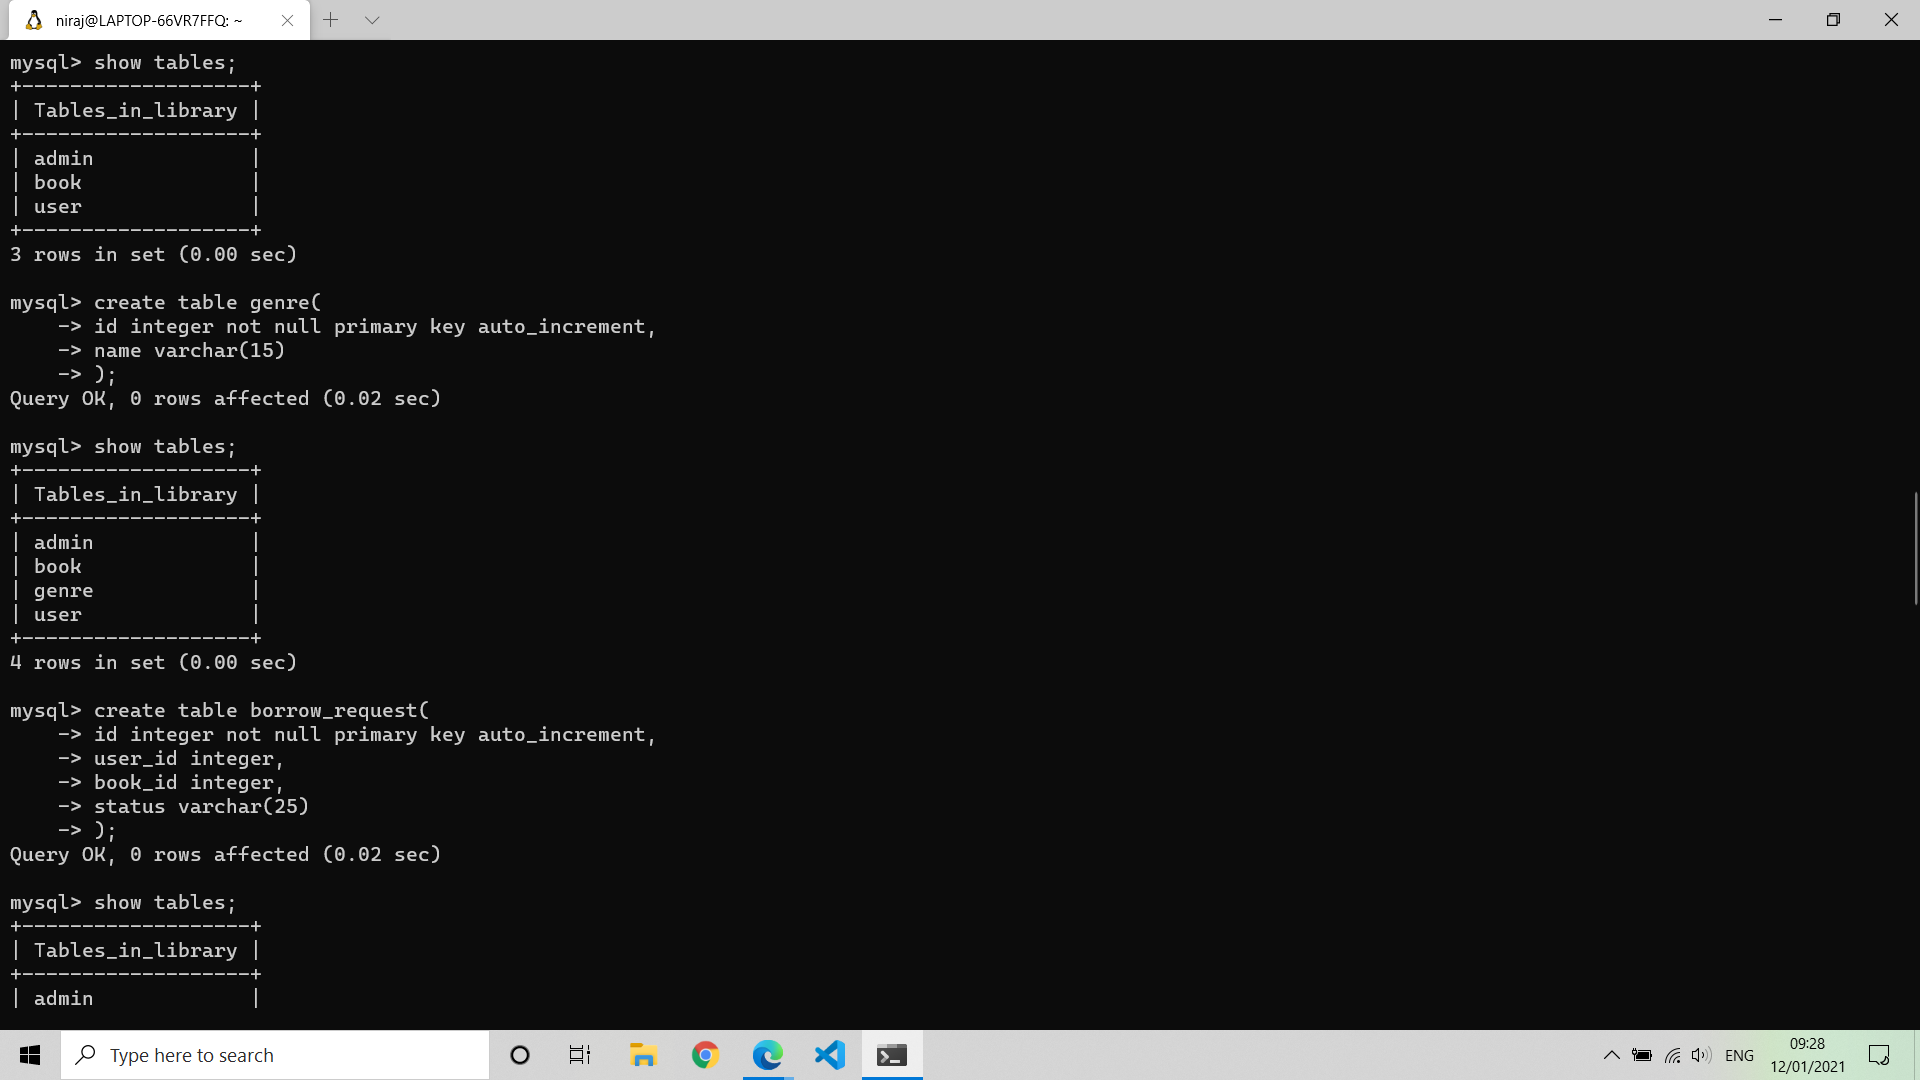 niraj@LAPTOP-66VR7FFQ: ~
mysql> show tables;
+-------------------+
| Tables_in_library |
+-------------------+
| admin             |
| book              |
| user              |
+-------------------+
3 rows in set (0.00 sec)
mysql> create table genre(
    -> id integer not null primary key auto_increment,
    -> name varchar(15)
    -> );
Query OK, 0 rows affected (0.02 sec)
mysql> show tables;
+-------------------+
| Tables_in_library |
+-------------------+
| admin             |
| book              |
| genre             |
| user              |
+-------------------+
4 rows in set (0.00 sec)
mysql> create table borrow_request(
    -> id integer not null primary key auto_increment,
    -> user_id integer,
    -> book_id integer,
    -> status varchar(25)
    -> );
Query OK, 0 rows affected (0.02 sec)
mysql> show tables;
+-------------------+
| Tables_in_library |
+-------------------+
| admin             |
Type here to search
ENG
09:28
12/01/2021